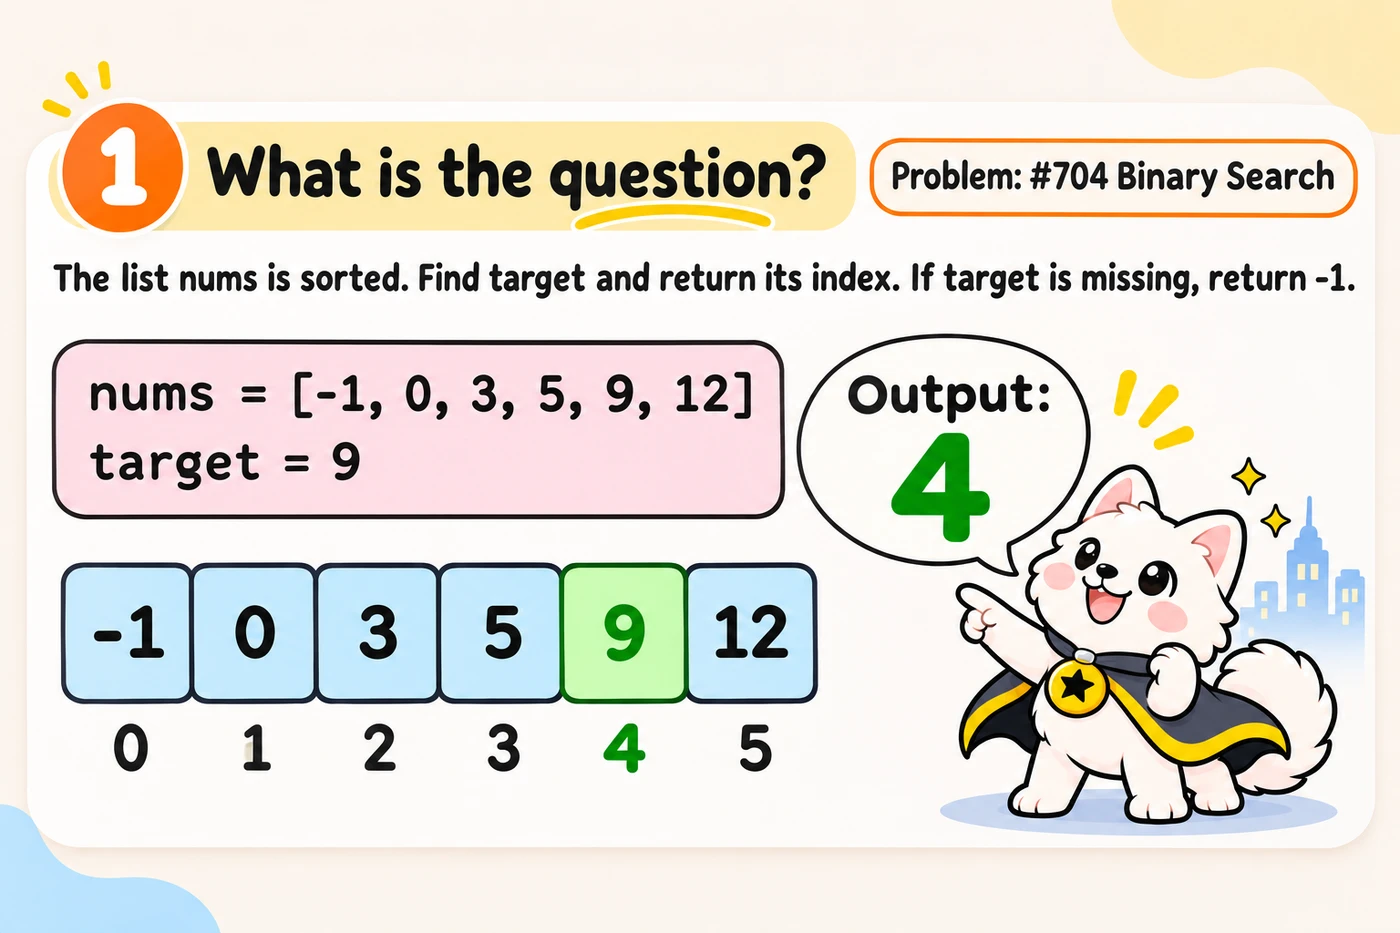 1
What is the question?
Problem: #704 Binary Search
The list nums is sorted. Find target and return its index. If target is missing, return -1.
nums = [-1, 0, 3, 5, 9, 12]
target = 9
Output:
4
-1 0 3 5 9 12
0 1 2 3 4 5